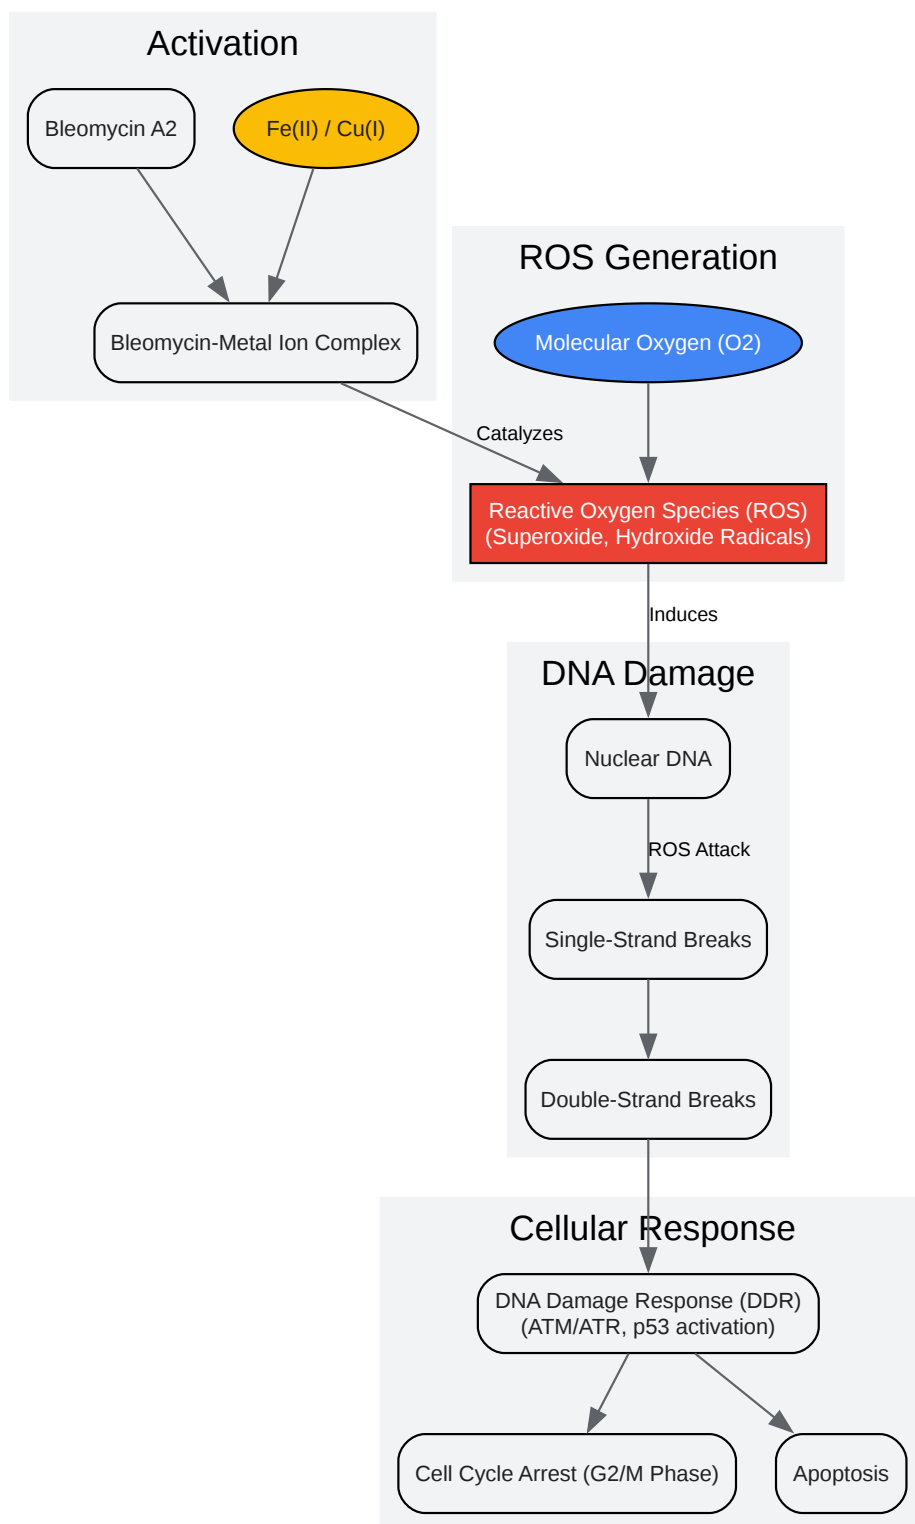 Activation
Bleomycin A2
Fe(II) / Cu(I)
Bleomycin-Metal Ion Complex
ROS Generation
Molecular Oxygen (O2)
Catalyzes
Reactive Oxygen Species (ROS)
(Superoxide, Hydroxide Radicals)
Induces
DNA Damage
Nuclear DNA
ROS Attack
Single-Strand Breaks
Double-Strand Breaks
Cellular Response
DNA Damage Response (DDR)
(ATM/ATR, p53 activation)
Cell Cycle Arrest (G2/M Phase)
Apoptosis